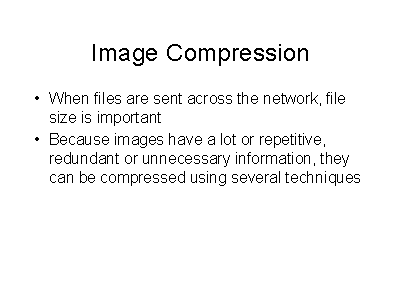 Image Compression
• When files are sent across the network, file
size is important
• Because images have a lot or repetitive,
redundant or unnecessary information, they
can be compressed using several techniques